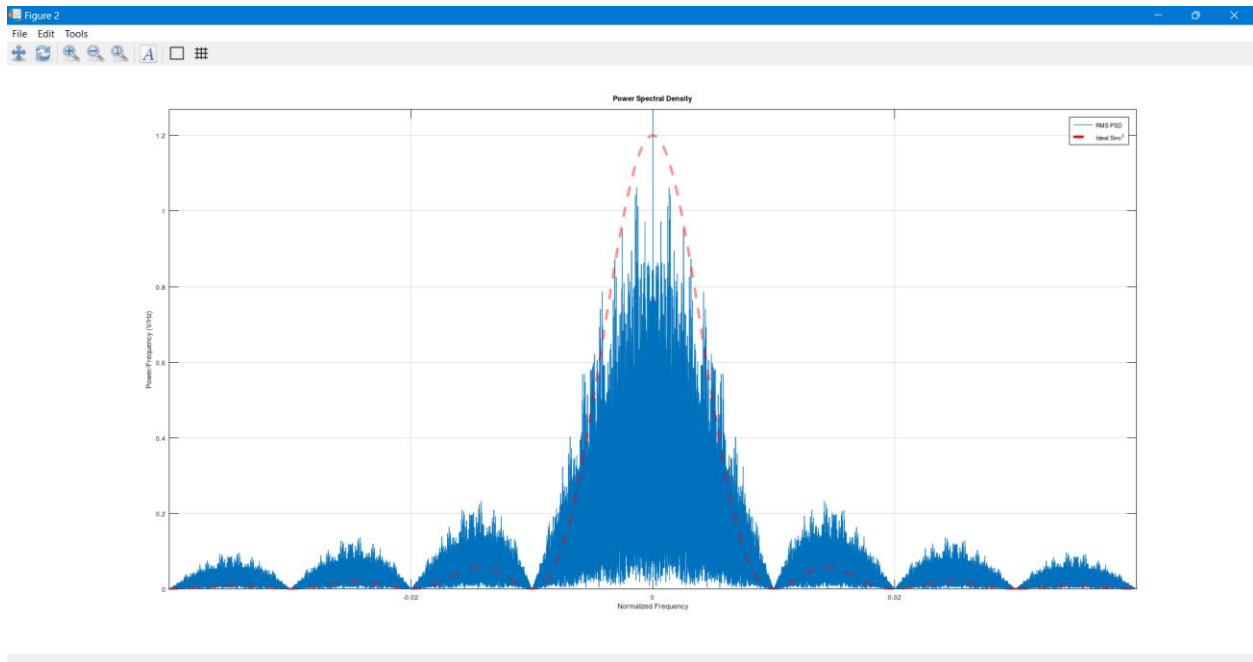 Figure 2
File Edit Tools
A
Power Spectral Density
RMS PSD
Ideal Sinc²
1.2
1
0.8
0.6
0.4
0.2
0
Power/Frequency (V/Hz)
-0.02
0
0.02
Normalized Frequency